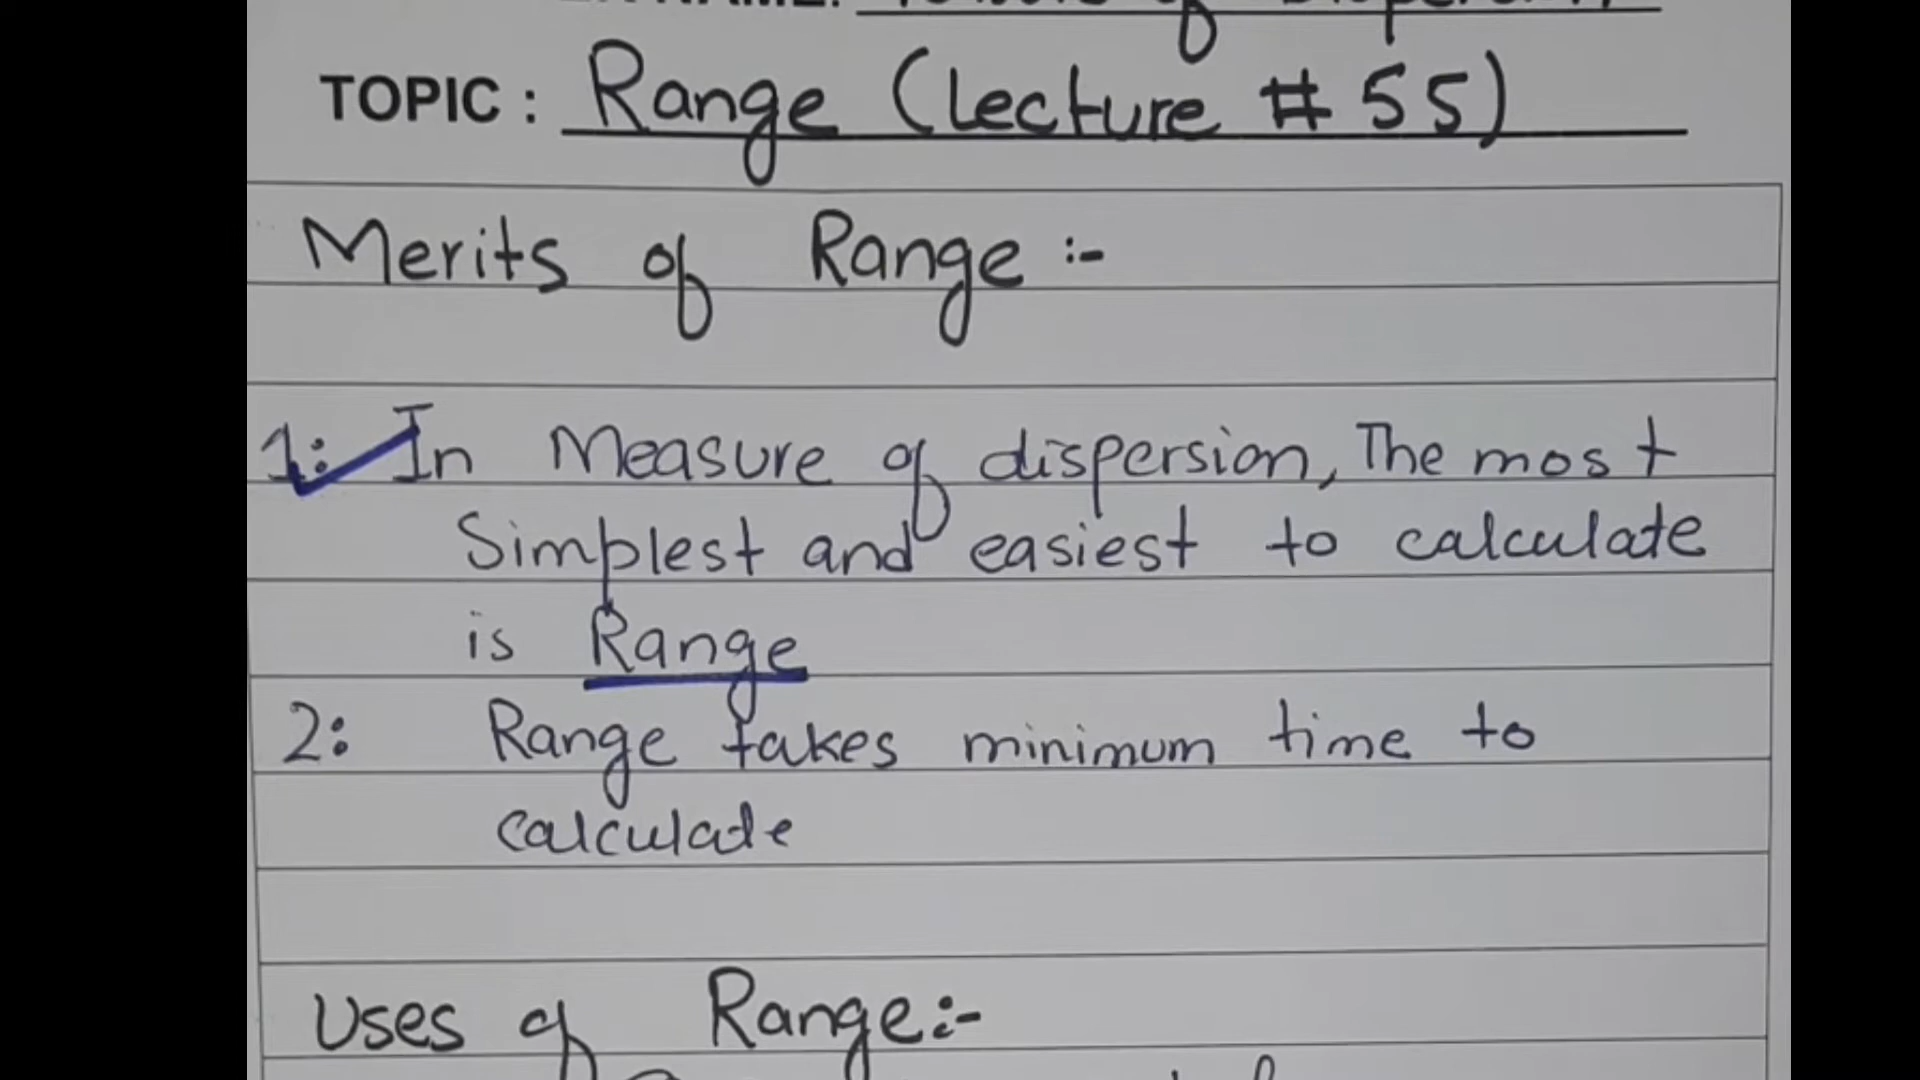 TOPIC: Range (Lecture # 55)
Merits of Range :-
1: In Measure of dispersion, The most
Simplest and easiest to calculate
is Range
2: Range takes minimum time to
calculate
Uses of Range:-